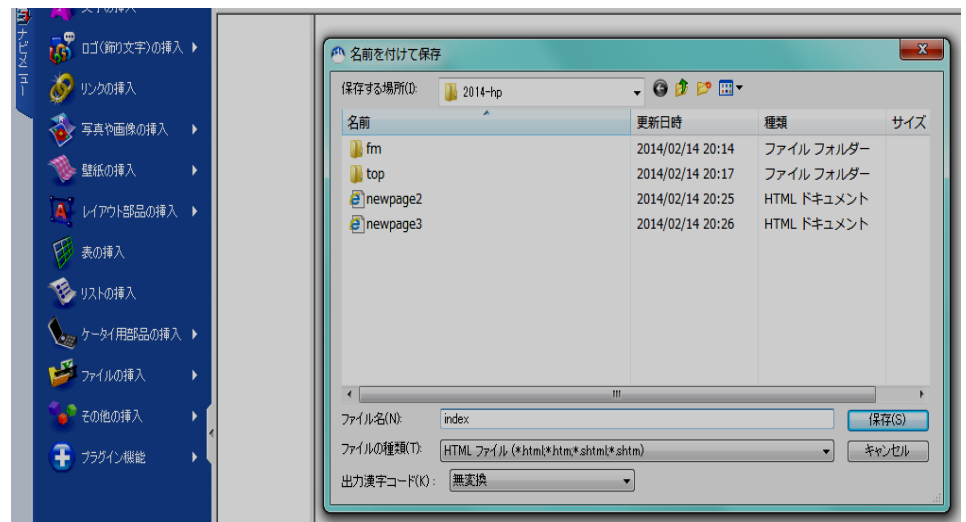 ナビメニュー
ロゴ(飾り文字)の挿入
リンクの挿入
写真や画像の挿入
壁紙の挿入
レイアウト部品の挿入
表の挿入
リストの挿入
ケータイ用部品の挿入
ファイルの挿入
その他の挿入
プラグイン機能
名前を付けて保存
保存する場所(I):
2014-hp
名前 更新日時 種類 サイズ
fm 2014/02/14 20:14 ファイル フォルダー
top 2014/02/14 20:17 ファイル フォルダー
newpage2 2014/02/14 20:25 HTML ドキュメント
newpage3 2014/02/14 20:26 HTML ドキュメント
ファイル名(N): index 保存(S)
ファイルの種類(T): HTML ファイル (*.html;*.htm;*.shtml;*.shtm) キャンセル
出力漢字コード(K): 無変換